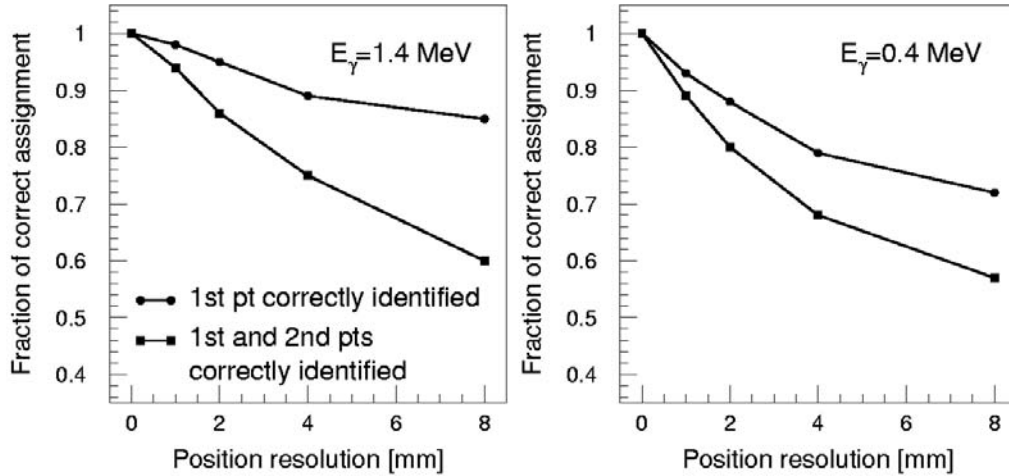 Fraction of correct assignment
1
0.9
0.8
0.7
0.6
0.5
0.4
Eγ=1.4 MeV
1st pt correctly identified
1st and 2nd pts
correctly identified
0 2 4 6 8
Position resolution [mm]
Fraction of correct assignment
1
0.9
0.8
0.7
0.6
0.5
0.4
Eγ=0.4 MeV
0 2 4 6 8
Position resolution [mm]